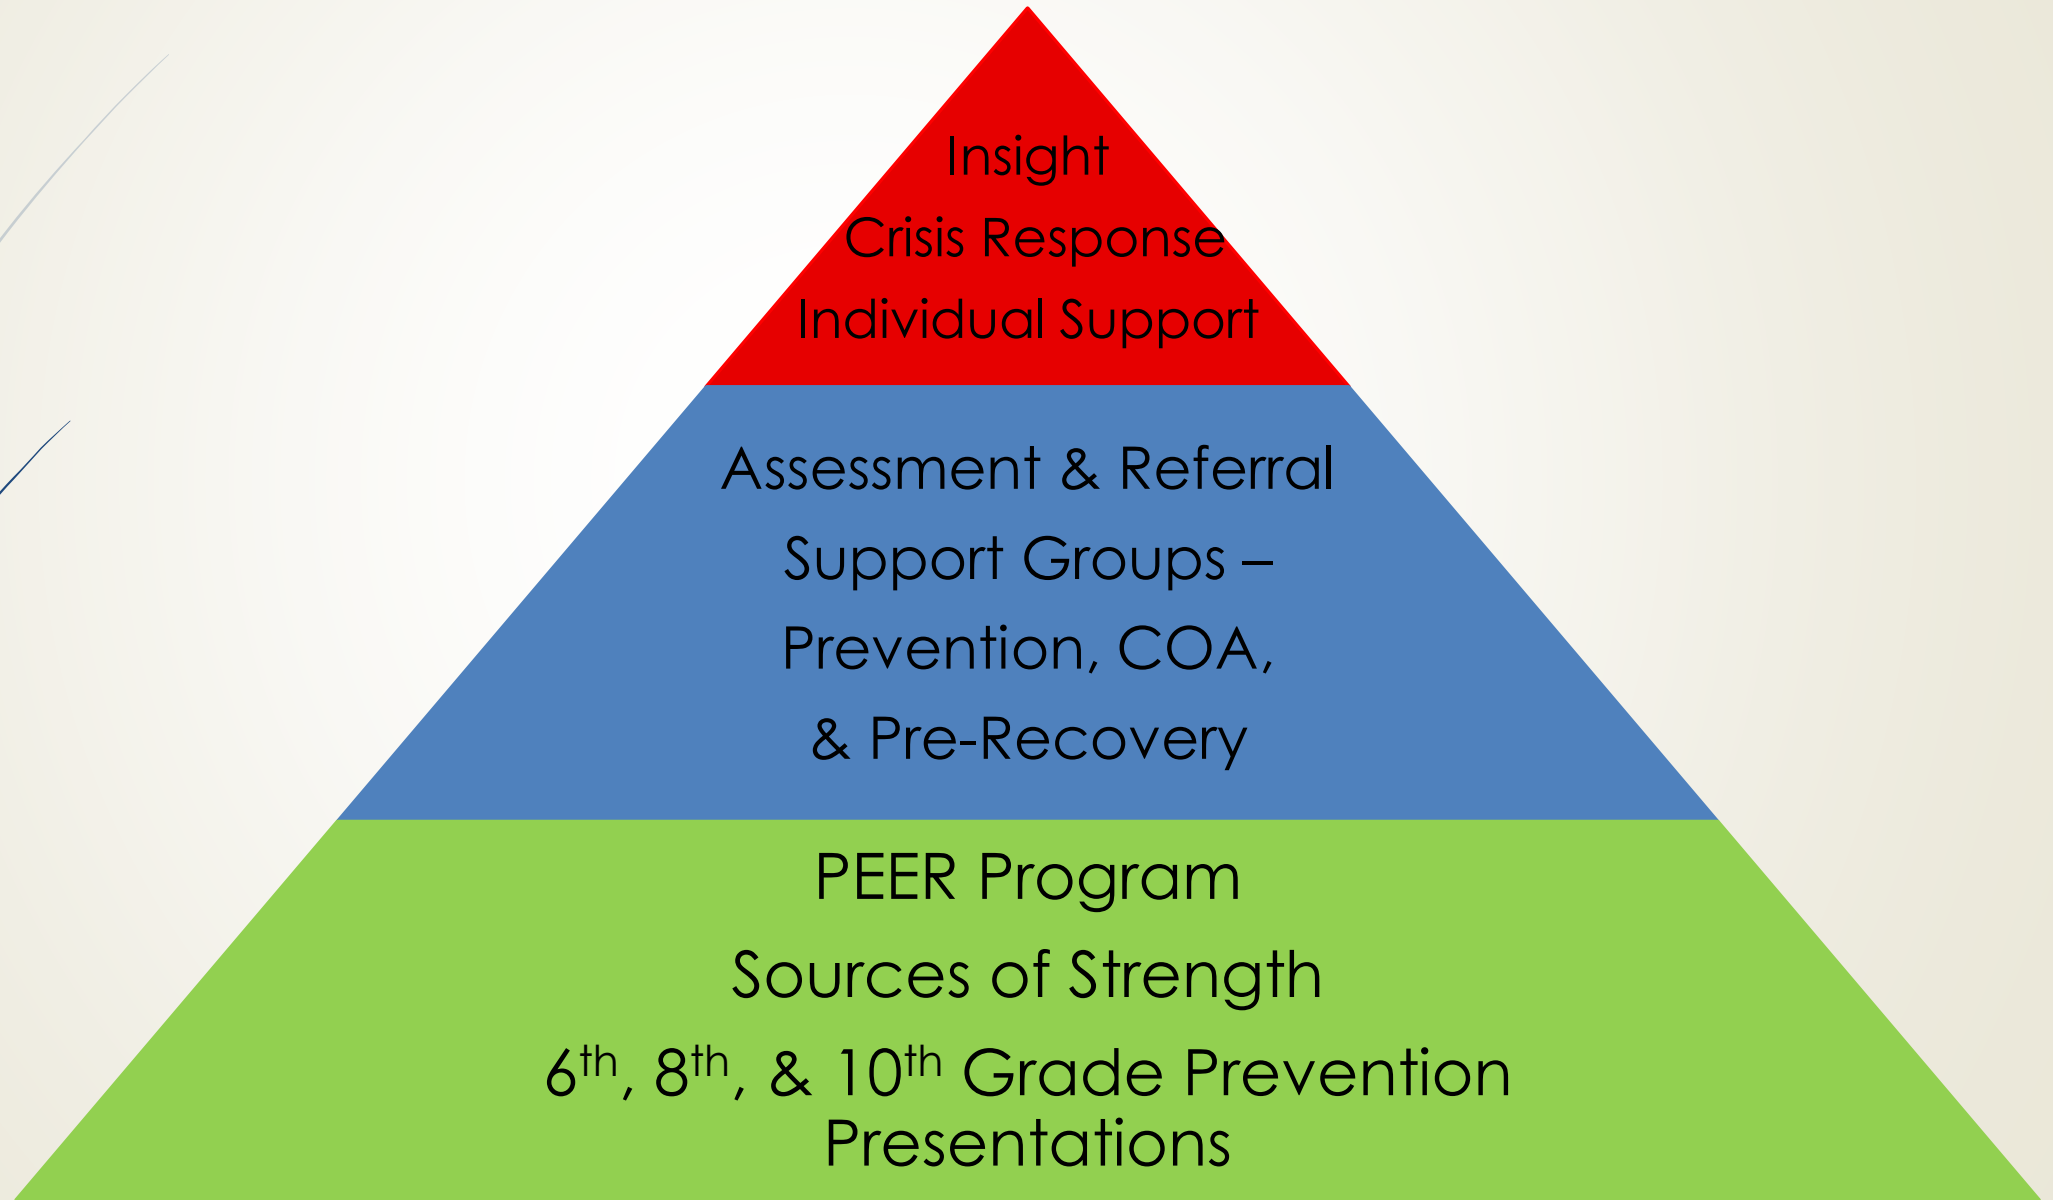 Insight
Crisis Response
Individual Support
Assessment & Referral
Support Groups –
Prevention, COA,
& Pre-Recovery
PEER Program
Sources of Strength
6th, 8th, & 10th Grade Prevention
Presentations